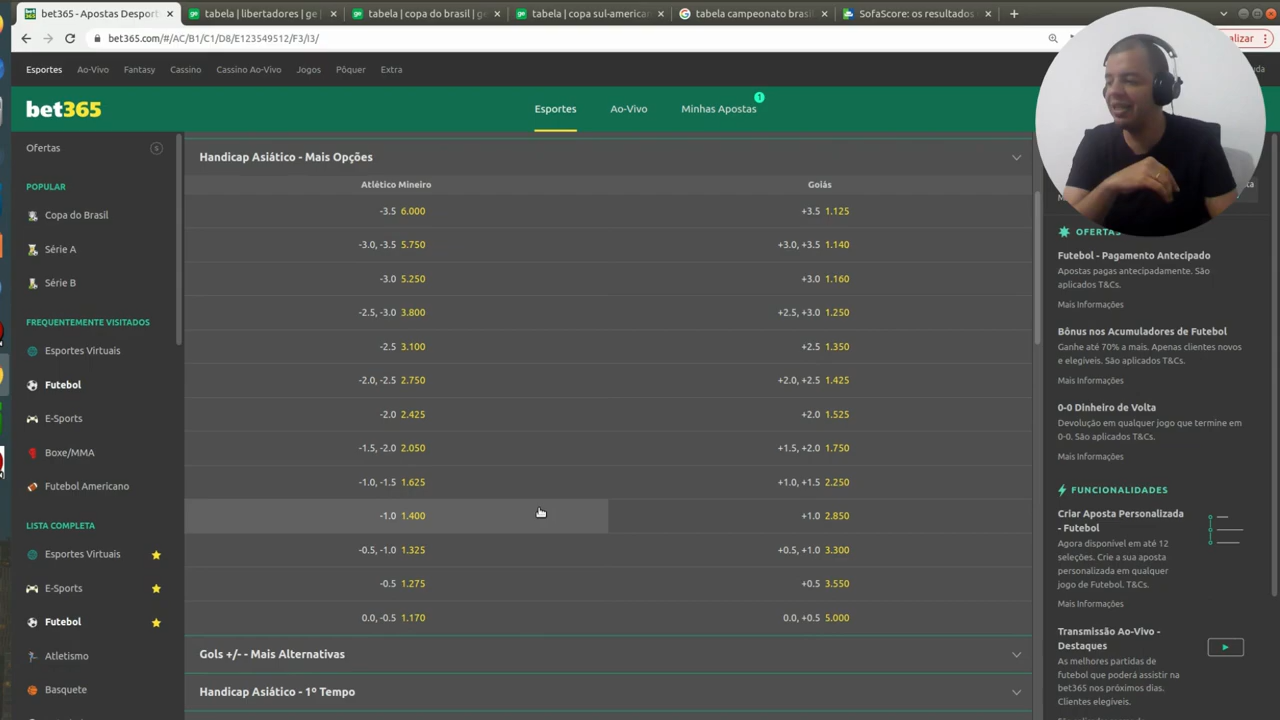 bet365 - Apostas Desport
tabela | libertadores | ge |
tabela | copa do brasil | ge
tabela | copa sul-american
tabela campeonato brasil
SofaScore: os resultados
bet365.com/#/AC/B1/C1/D8/E123549512/F3/I3/
alizar
Esportes
Ao-Vivo
Fantasy
Cassino
Cassino Ao-Vivo
Jogos
Pôquer
Extra
bet365
Esportes
Ao-Vivo
Minhas Apostas
1
Ofertas
POPULAR
Copa do Brasil
Série A
Série B
FREQUENTEMENTE VISITADOS
Esportes Virtuais
Futebol
E-Sports
Boxe/MMA
Futebol Americano
LISTA COMPLETA
Esportes Virtuais
E-Sports
Futebol
Atletismo
Basquete
Handicap Asiático - Mais Opções
Atlético Mineiro Goiás
-3.5 6.000 +3.5 1.125
-3.0, -3.5 5.750 +3.0, +3.5 1.140
-3.0 5.250 +3.0 1.160
-2.5, -3.0 3.800 +2.5, +3.0 1.250
-2.5 3.100 +2.5 1.350
-2.0, -2.5 2.750 +2.0, +2.5 1.425
-2.0 2.425 +2.0 1.525
-1.5, -2.0 2.050 +1.5, +2.0 1.750
-1.0, -1.5 1.625 +1.0, +1.5 2.250
-1.0 1.400 +1.0 2.850
-0.5, -1.0 1.325 +0.5, +1.0 3.300
-0.5 1.275 +0.5 3.550
0.0, -0.5 1.170 0.0, +0.5 5.000
Gols +/- - Mais Alternativas
Handicap Asiático - 1º Tempo
OFERTAS
Futebol - Pagamento Antecipado
Apostas pagas antecipadamente. São
aplicados T&Cs.
Mais Informações
Bônus nos Acumuladores de Futebol
Ganhe até 70% a mais. Apenas clientes novos
e elegíveis. São aplicados T&Cs.
Mais Informações
0-0 Dinheiro de Volta
Devolução em qualquer jogo que termine em
0-0. São aplicados T&Cs.
Mais Informações
FUNCIONALIDADES
Criar Aposta Personalizada
- Futebol
Agora disponível em até 12
seleções. Crie a sua aposta
personalizada em qualquer
jogo de Futebol. T&Cs.
Mais Informações
Transmissão Ao-Vivo -
Destaques
As melhores partidas de
futebol que poderá assistir na
bet365 nos próximos dias.
Clientes elegíveis.